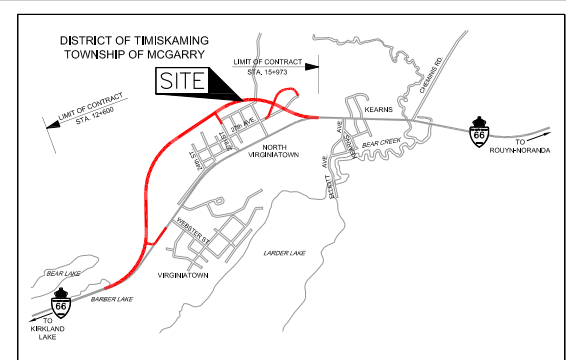 DISTRICT OF TIMISKAMING
TOWNSHIP OF MCGARRY
SITE
LIMIT OF CONTRACT
STA. 15+973
LIMIT OF CONTRACT
STA. 12+600
CHEMINIS RD.
KEARNS
66
TO
ROUYN-NORANDA
BEAR CREEK
AVE
AVE
NORTH
VIRGINIATOWN
WEBSTER ST.
LARDER LAKE
VIRGINIATOWN
BEAR LAKE
BARBER LAKE
66
TO
KIRKLAND
LAKE